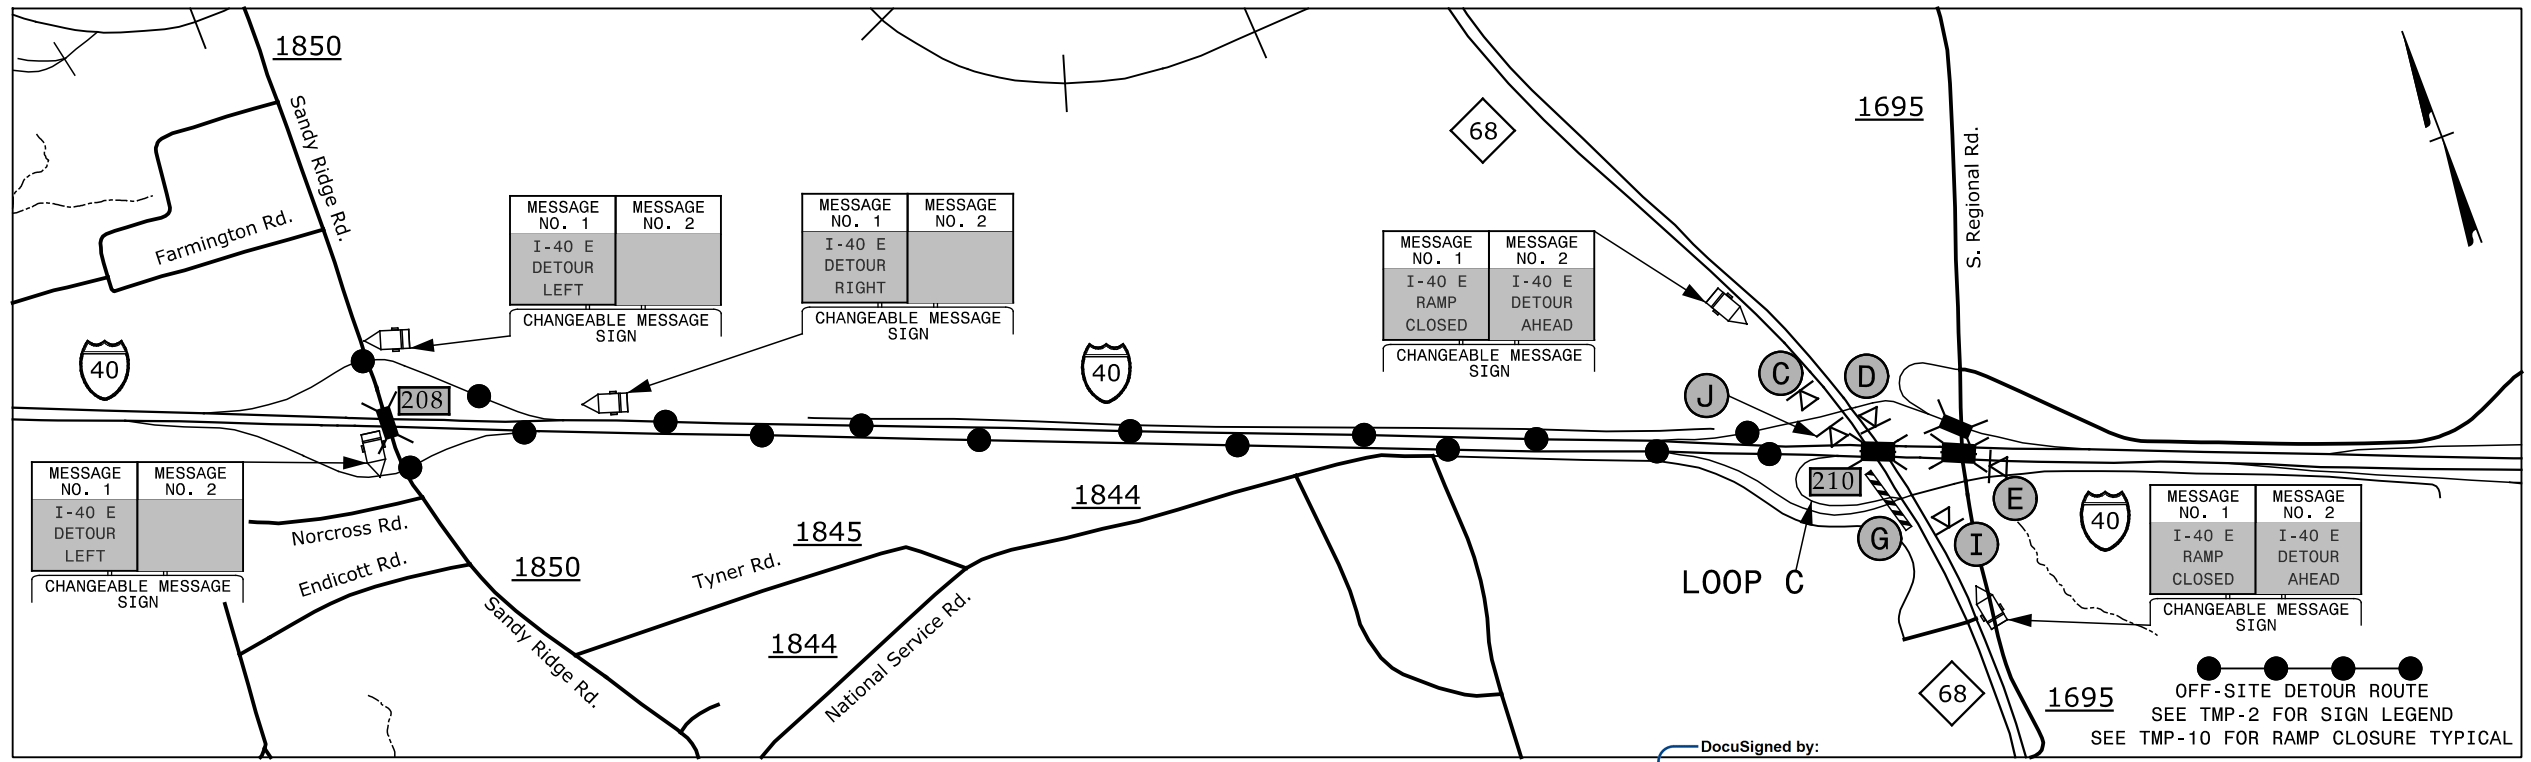 1850
Sandy Ridge Rd.
Farmington Rd.
40
208
MESSAGE
NO. 1
MESSAGE
NO. 2
I-40 E
DETOUR
LEFT
CHANGEABLE MESSAGE
SIGN
MESSAGE
NO. 1
MESSAGE
NO. 2
I-40 E
DETOUR
RIGHT
CHANGEABLE MESSAGE
SIGN
40
68
MESSAGE
NO. 1
MESSAGE
NO. 2
I-40 E
RAMP
CLOSED
I-40 E
DETOUR
AHEAD
CHANGEABLE MESSAGE
SIGN
1695
S. Regional Rd.
C
D
J
210
E
G
I
LOOP C
MESSAGE
NO. 1
MESSAGE
NO. 2
I-40 E
DETOUR
LEFT
CHANGEABLE MESSAGE
SIGN
Norcross Rd.
Endicott Rd.
1850
Sandy Ridge Rd.
1845
Tyner Rd.
1844
1844
National Service Rd.
40
MESSAGE
NO. 1
MESSAGE
NO. 2
I-40 E
RAMP
CLOSED
I-40 E
DETOUR
AHEAD
CHANGEABLE MESSAGE
SIGN
68
1695
OFF-SITE DETOUR ROUTE
SEE TMP-2 FOR SIGN LEGEND
SEE TMP-10 FOR RAMP CLOSURE TYPICAL
DocuSigned by: